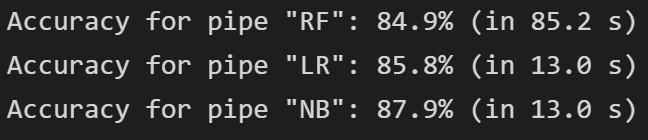 Accuracy for pipe "RF": 84.9% (in 85.2 s)
Accuracy for pipe "LR": 85.8% (in 13.0 s)
Accuracy for pipe "NB": 87.9% (in 13.0 s)